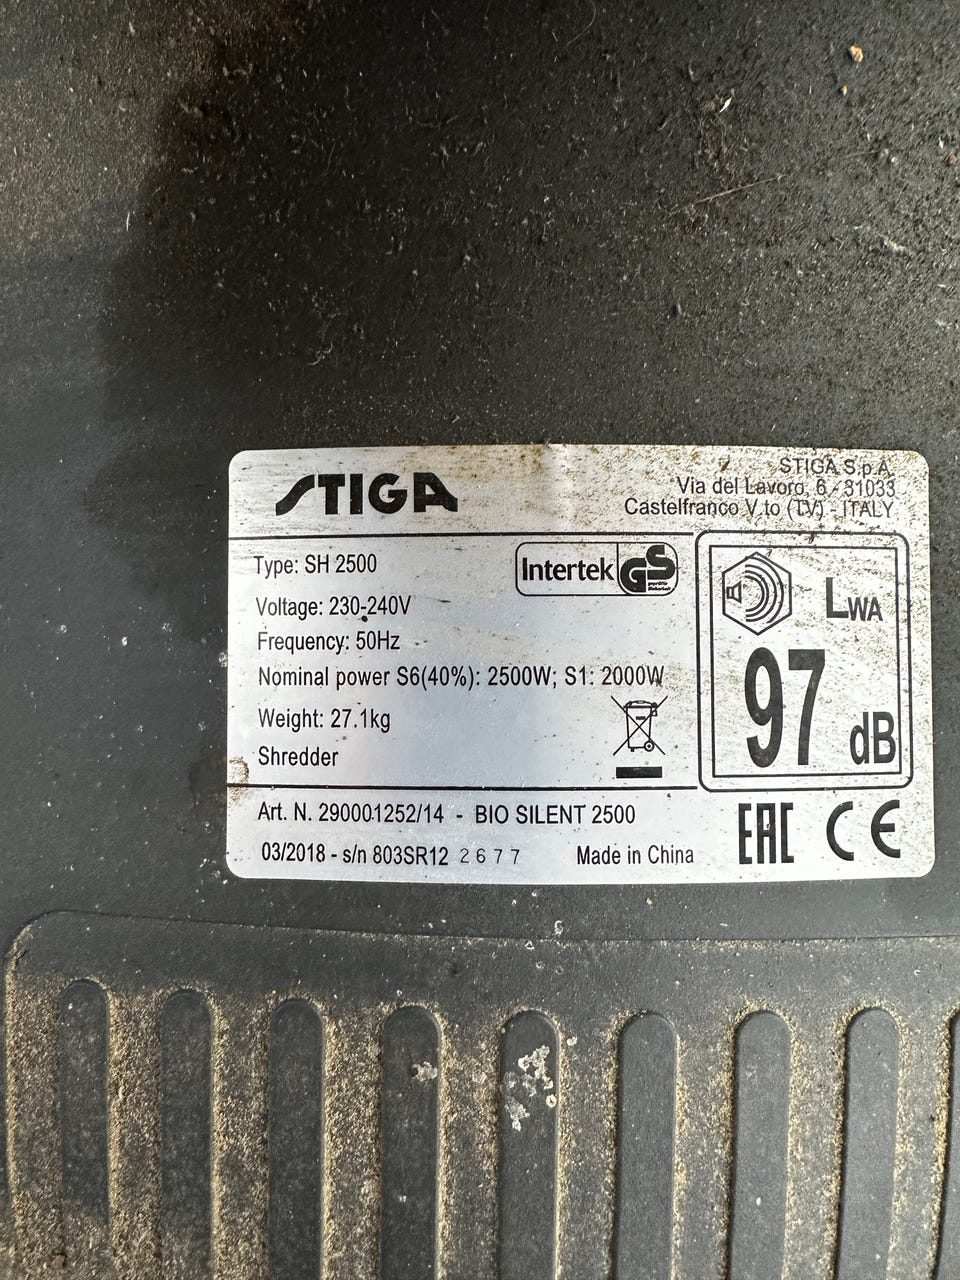 STIGA
STIGA S.p.A.
Via del Lavoro, 6 - 31033
Castelfranco V.to (TV) - ITALY
Type: SH 2500
Intertek GS
geprüfte Sicherheit
Voltage: 230-240V
Frequency: 50Hz
Nominal power S6(40%): 2500W; S1: 2000W
Weight: 27.1kg
Shredder
LWA
97 dB
Art. N. 290001252/14 - BIO SILENT 2500
03/2018 - s/n 803SR12 2677 Made in China
EAC CE